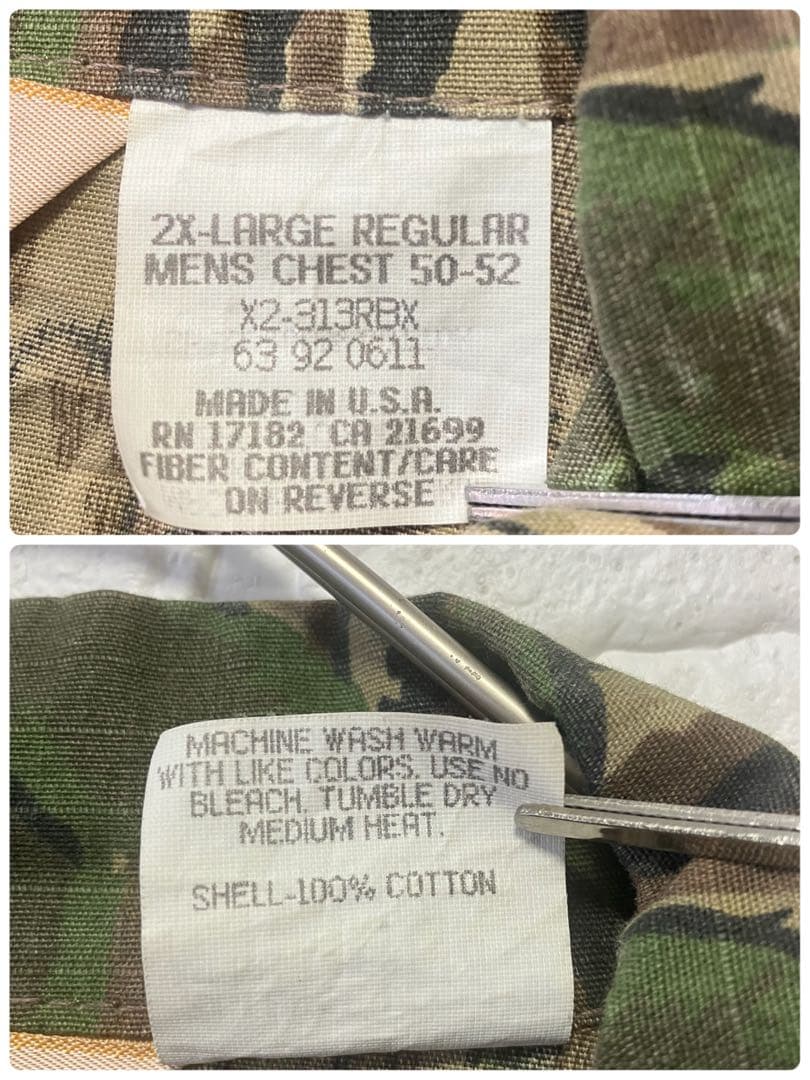 2X-LARGE REGULAR
MENS CHEST 50-52
X2-313RBX
63 92 0611
MADE IN U.S.A.
RN 17182 CA 21699
FIBER CONTENT/CARE
ON REVERSE
MACHINE WASH WARM
WITH LIKE COLORS. USE NO
BLEACH. TUMBLE DRY
MEDIUM HEAT.
SHELL-100% COTTON